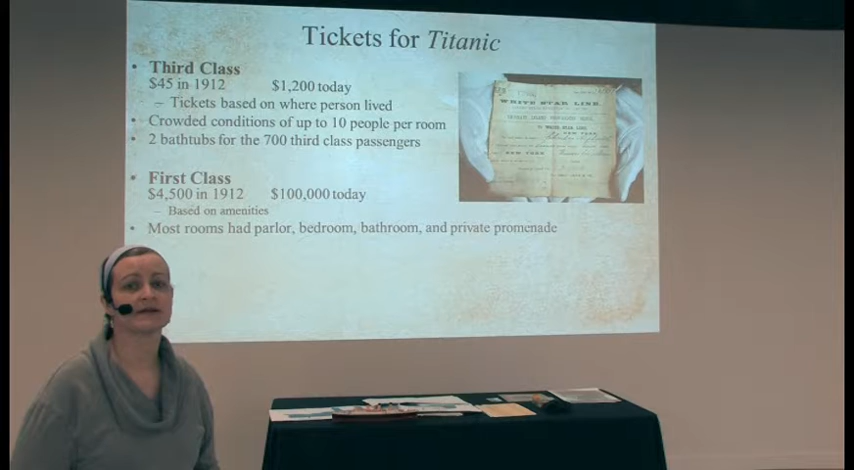 Tickets for Titanic
• Third Class
$45 in 1912 $1,200 today
– Tickets based on where person lived
• Crowded conditions of up to 10 people per room
• 2 bathtubs for the 700 third class passengers
• First Class
$4,500 in 1912 $100,000 today
– Based on amenities
• Most rooms had parlor, bedroom, bathroom, and private promenade
WHITE STAR LINE.